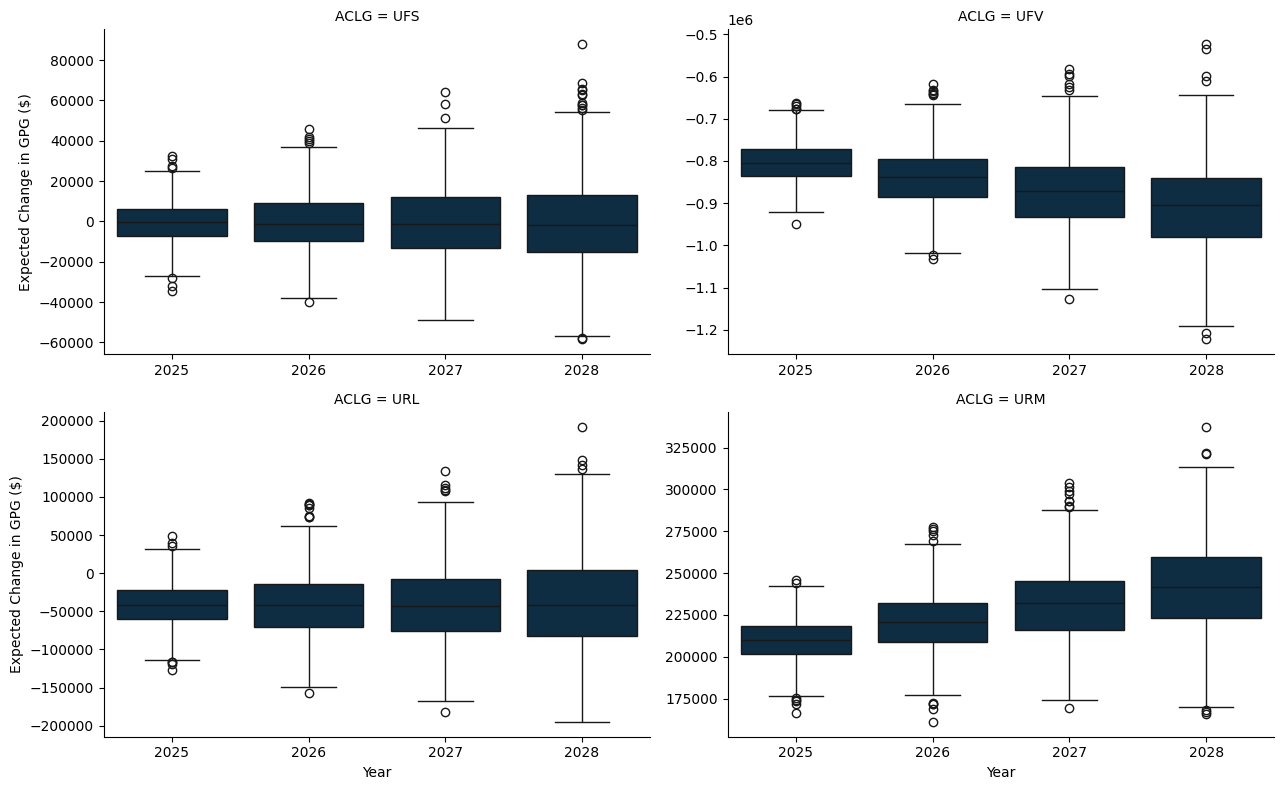 ACLG = UFS
Expected Change in GPG ($)
80000
60000
40000
20000
0
−20000
−40000
−60000
2025 2026 2027 2028
ACLG = UFV
1e6
−0.5
−0.6
−0.7
−0.8
−0.9
−1.0
−1.1
−1.2
2025 2026 2027 2028
ACLG = URL
Expected Change in GPG ($)
200000
150000
100000
50000
0
−50000
−100000
−150000
−200000
2025 2026 2027 2028
Year
ACLG = URM
325000
300000
275000
250000
225000
200000
175000
2025 2026 2027 2028
Year